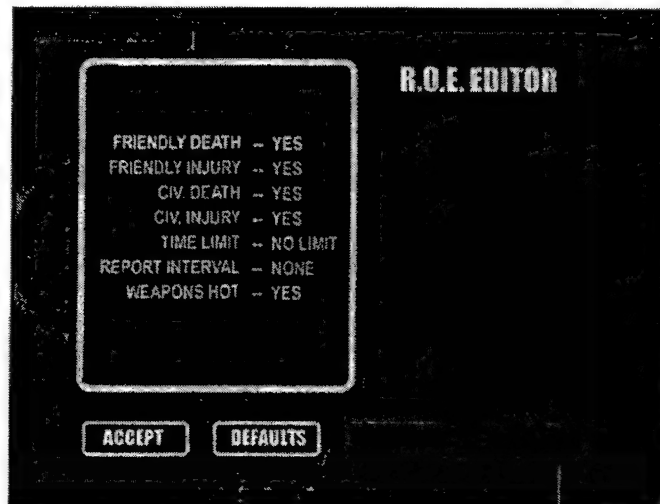 R.O.E. EDITOR
FRIENDLY DEATH -- YES
FRIENDLY INJURY -- YES
CIV. DEATH -- YES
CIV. INJURY -- YES
TIME LIMIT -- NO LIMIT
REPORT INTERVAL -- NONE
WEAPONS HOT -- YES
ACCEPT
DEFAULTS